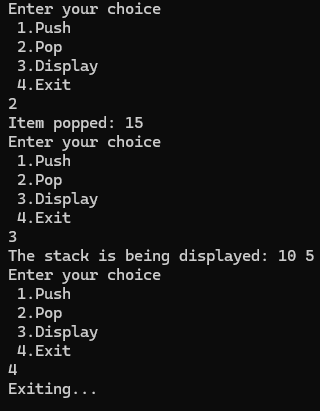 Enter your choice
 1.Push
 2.Pop
 3.Display
 4.Exit
2
Item popped: 15
Enter your choice
 1.Push
 2.Pop
 3.Display
 4.Exit
3
The stack is being displayed: 10 5
Enter your choice
 1.Push
 2.Pop
 3.Display
 4.Exit
4
Exiting...